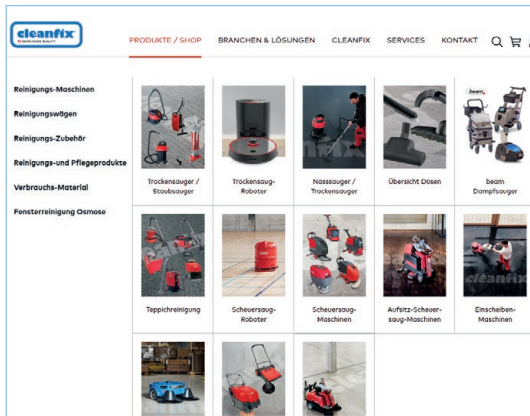 cleanfix
PRODUKTE / SHOP
BRANCHEN & LÖSUNGEN
CLEANFIX
SERVICES
KONTAKT
Reinigungs-Maschinen
Reinigungswägen
Reinigungs-Zubehör
Reinigungs-und Pflegeprodukte
Verbrauchs-Material
Fensterreinigung Osmose
beam
Trockensauger /
Staubsauger
Trockensaug-
Roboter
Nasssauger /
Trockensauger
Übersicht Düsen
beam
Dampfsauger
Teppichreinigung
Scheuersaug-
Roboter
Scheuersaug-
Maschinen
Aufsitz-Scheuer-
saug-Maschinen
Einscheiben-
Maschinen